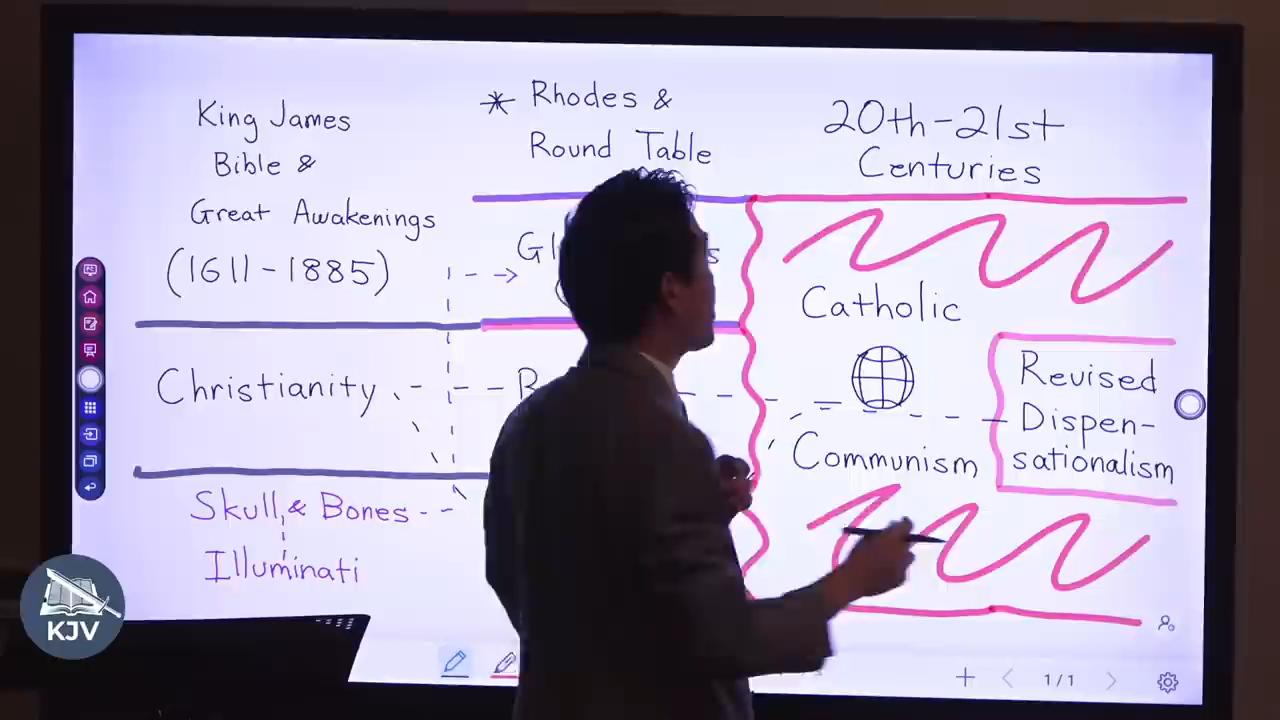 King James
Bible &
Great Awakenings
(1611-1885)
* Rhodes &
Round Table
20th-21st
Centuries
Christianity
Catholic
Communism
Revised
Dispen-
sationalism
Skull & Bones
Illuminati
KJV
1/1